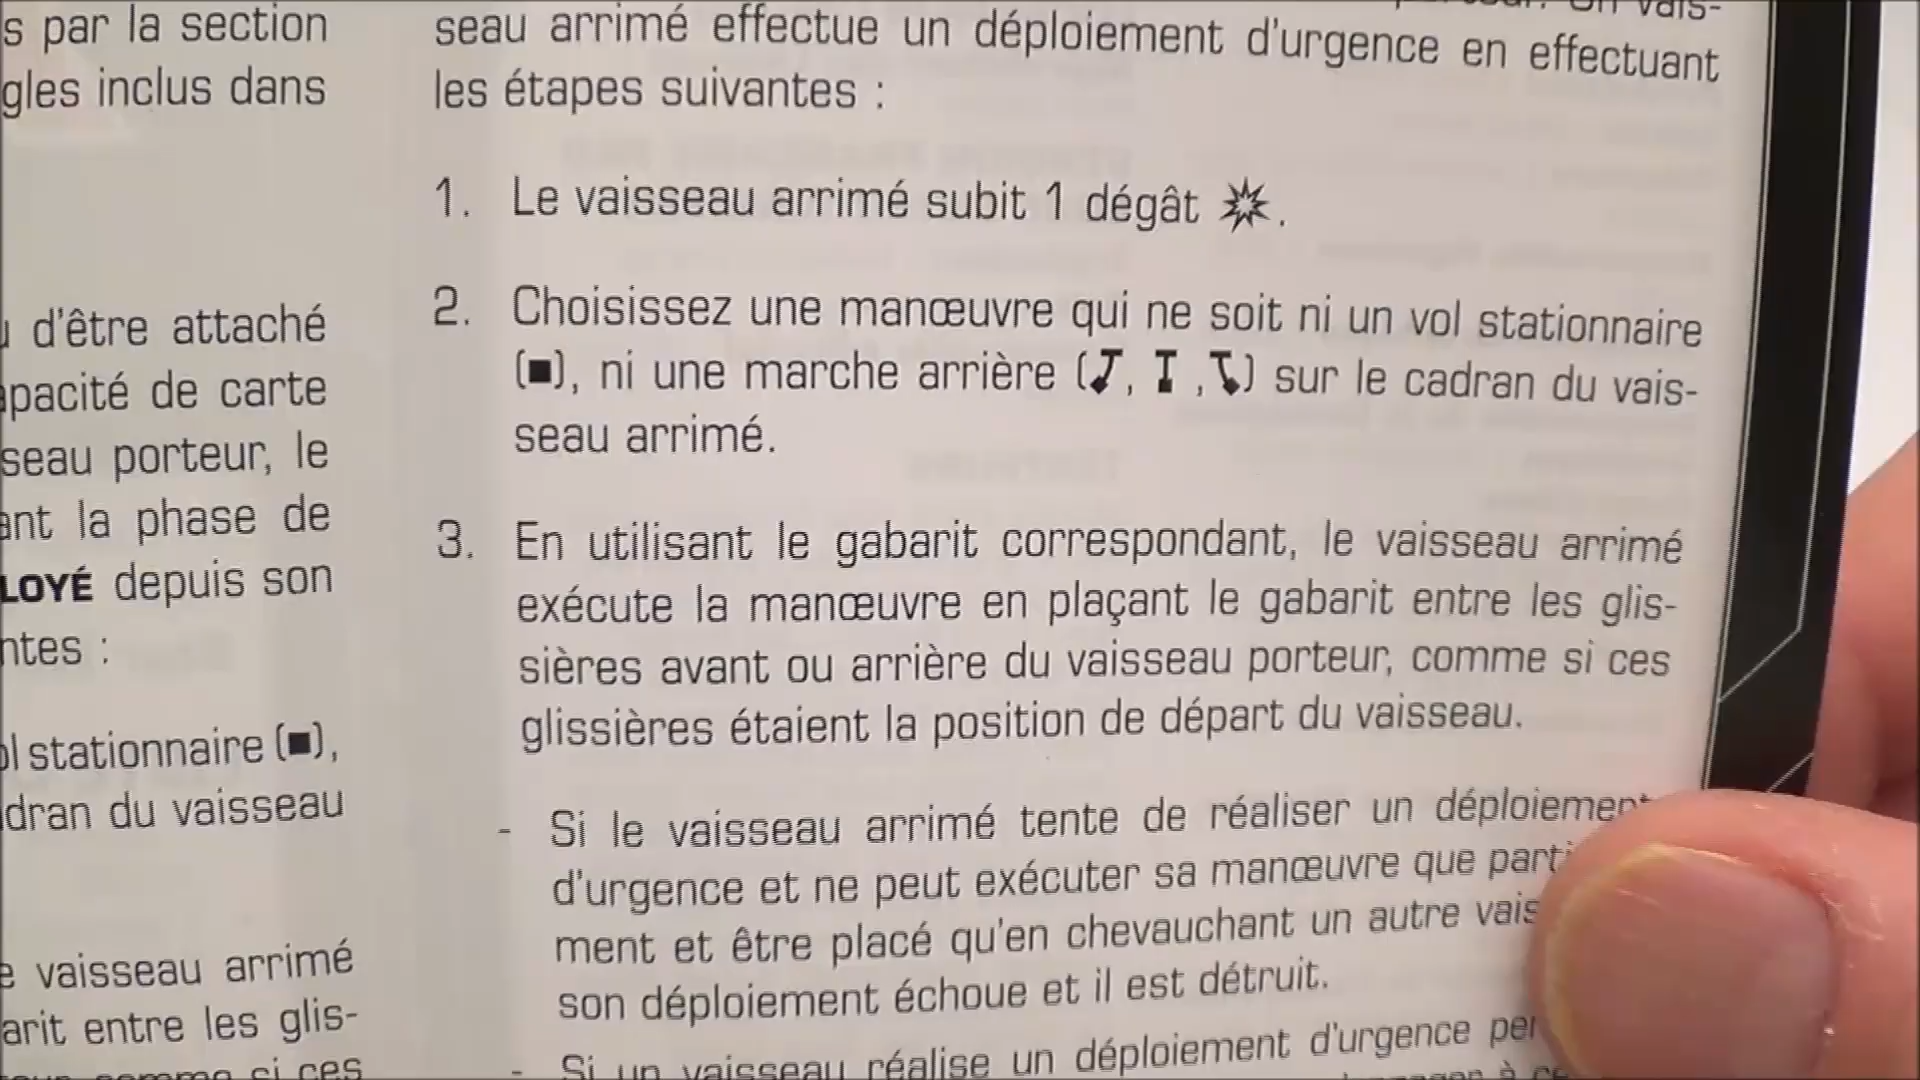 s par la section
gles inclus dans
d'être attaché
pacité de carte
seau porteur, le
ant la phase de
LOYÉ depuis son
ntes :
ol stationnaire (■),
dran du vaisseau
e vaisseau arrimé
arit entre les glis-
si ces
Un vais-
seau arrimé effectue un déploiement d'urgence en effectuant
les étapes suivantes :
1. Le vaisseau arrimé subit 1 dégât .
2. Choisissez une manœuvre qui ne soit ni un vol stationnaire
(■), ni une marche arrière ( , , ) sur le cadran du vais-
seau arrimé.
3. En utilisant le gabarit correspondant, le vaisseau arrimé
exécute la manœuvre en plaçant le gabarit entre les glis-
sières avant ou arrière du vaisseau porteur, comme si ces
glissières étaient la position de départ du vaisseau.
- Si le vaisseau arrimé tente de réaliser un déploiement
d'urgence et ne peut exécuter sa manœuvre que parti
ment et être placé qu'en chevauchant un autre vais
son déploiement échoue et il est détruit.
- Si un vaisseau réalise un déploiement d'urgence per